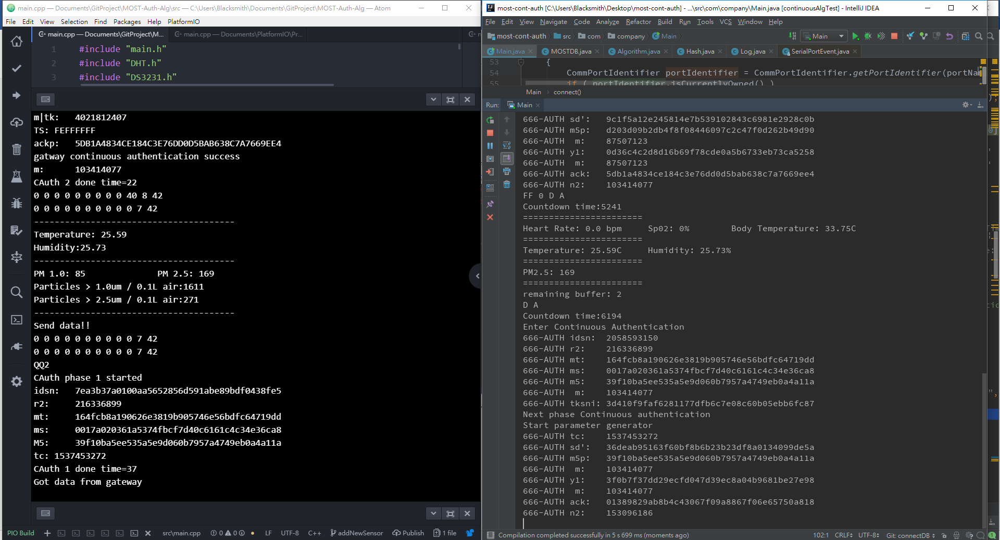 main.cpp — Documents\GitProject\MOST-Auth-Alg\src — C:\Users\Blacksmith\Documents\GitProject\MOST-Auth-Alg — Atom
File Edit View Selection Find Packages Help PlatformIO
main.cpp — Documents\GitProject\M...
main.cpp — Documents\PlatformIO\Pr...
1 #include "main.h"
2 #include "DHT.h"
3 #include "DS3231.h"
m|tk: 4021812407
TS: FEFFFFFF
ackp: 5DB1A4834CE184C3E76DD0D5BAB638C7A7669EE4
gatway continuous authentication success
m: 103414077
CAuth 2 done time=22
0 0 0 0 0 0 0 0 0 40 8 42
0 0 0 0 0 0 0 0 0 0 7 42
---------------------------------------
Temperature: 25.59
Humidity:25.73
---------------------------------------
PM 1.0: 85 PM 2.5: 169
Particles > 1.0um / 0.1L air:1611
Particles > 2.5um / 0.1L air:271
---------------------------------------
Send data!!
0 0 0 0 0 0 0 0 0 0 7 42
0 0 0 0 0 0 0 0 0 0 7 42
QQ2
CAuth phase 1 started
idsn: 7ea3b37a0100aa5652856d591abe89bdf0438fe5
r2: 216336899
mt: 164fcb8a190626e3819b905746e56bdfc64719dd
ms: 0017a020361a5374fbcf7d40c6161c4c34e36ca8
M5: 39f10ba5ee535a5e9d060b7957a4749eb0a4a11a
tc: 1537453272
CAuth 1 done time=37
Got data from gateway
PIO Build + src\main.cpp 0 0 0 LF UTF-8 C++ addNewSensor Publish 1 file
most-cont-auth [C:\Users\Blacksmith\Desktop\most-cont-auth] - ...\src\com\company\Main.java [continuousAlgTest] - IntelliJ IDEA
File Edit View Navigate Code Analyze Refactor Build Run Tools VCS Window Help
most-cont-auth src com company Main
Main
Main.java MOSTDB.java Algorithm.java Hash.java Log.java SerialPortEvent.java
53 {
54 CommPortIdentifier portIdentifier = CommPortIdentifier.getPortIdentifier(portNa
55 if ( portIdentifier.isCurrentlyOwned() )
Main connect()
Run: Main
666-AUTH sd': 9c1f5a12e245814e7b539102843c6981e2928c0b
666-AUTH m5p: d203d09b2db4f8f08446097c2c47f0d262b49d90
666-AUTH m: 87507123
666-AUTH y1: 0d36c4c2d8d16b69f78cde0a5b6733eb73ca5258
666-AUTH m: 87507123
666-AUTH ack: 5db1a4834ce184c3e76dd0d5bab638c7a7669ee4
666-AUTH n2: 103414077
FF 0 D A
Countdown time:5241
=======================
Heart Rate: 0.0 bpm Sp02: 0% Body Temperature: 33.75C
=======================
Temperature: 25.59C Humidity: 25.73%
=======================
PM2.5: 169
=======================
remaining buffer: 2
D A
Countdown time:6194
Enter Continuous Authentication
666-AUTH idsn: 2058593150
666-AUTH r2: 216336899
666-AUTH mt: 164fcb8a190626e3819b905746e56bdfc64719dd
666-AUTH ms: 0017a020361a5374fbcf7d40c6161c4c34e36ca8
666-AUTH m5: 39f10ba5ee535a5e9d060b7957a4749eb0a4a11a
666-AUTH m: 103414077
666-AUTH tksni: 3d410f9faf6281177dfb6c7e08c60b05ebb6fc87
Next phase Continuous authentication
Start parameter generator
666-AUTH tc: 1537453272
666-AUTH sd': 36deab95163f60bf8b6b23b23df8a0134099de5a
666-AUTH m5p: 39f10ba5ee535a5e9d060b7957a4749eb0a4a11a
666-AUTH m: 103414077
666-AUTH y1: 3f0b7f37dd29ecfd047d39ec8a04b9681be27e98
666-AUTH m: 103414077
666-AUTH ack: 01389829ab8b4c43067f09a8867f06e65750a818
666-AUTH n2: 153096186
Compilation completed successfully in 5 s 699 ms (moments ago) 102:1 CRLF UTF-8 Git: connectDB 1